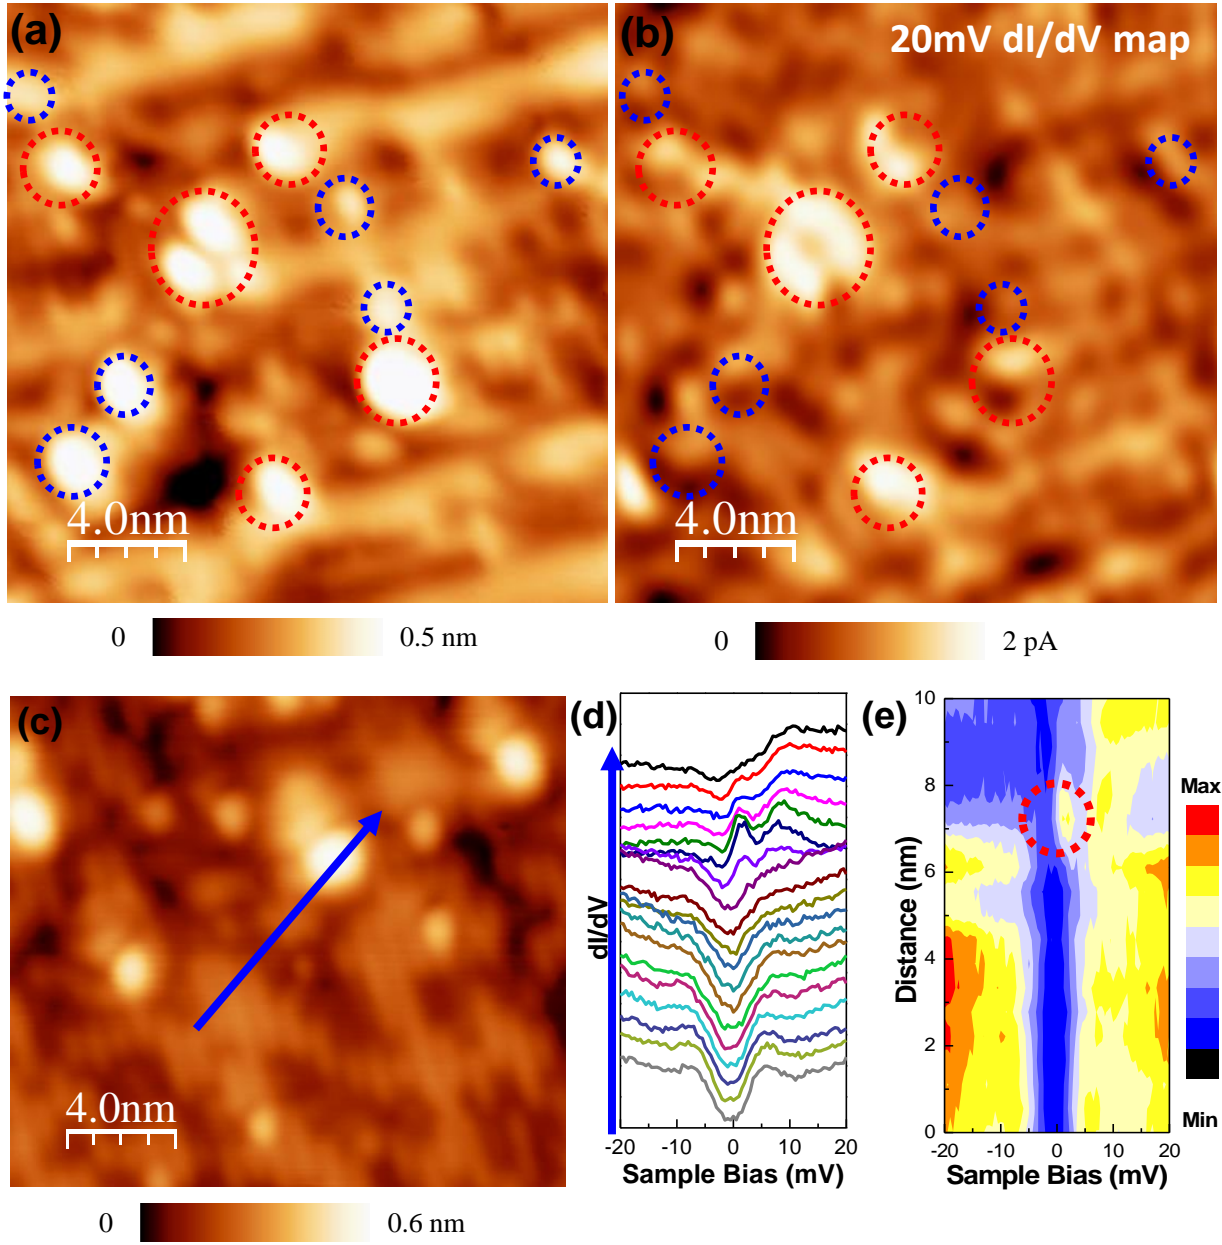 (a)
(b)
20mV dI/dV map
4.0nm
4.0nm
0
0.5 nm
0
2 pA
(c)
(d)
(e)
4.0nm
0
0.6 nm
dI/dV
-20
-10
0
10
20
Sample Bias (mV)
10
8
6
4
2
0
Distance (nm)
-20
-10
0
10
20
Sample Bias (mV)
Max
Min